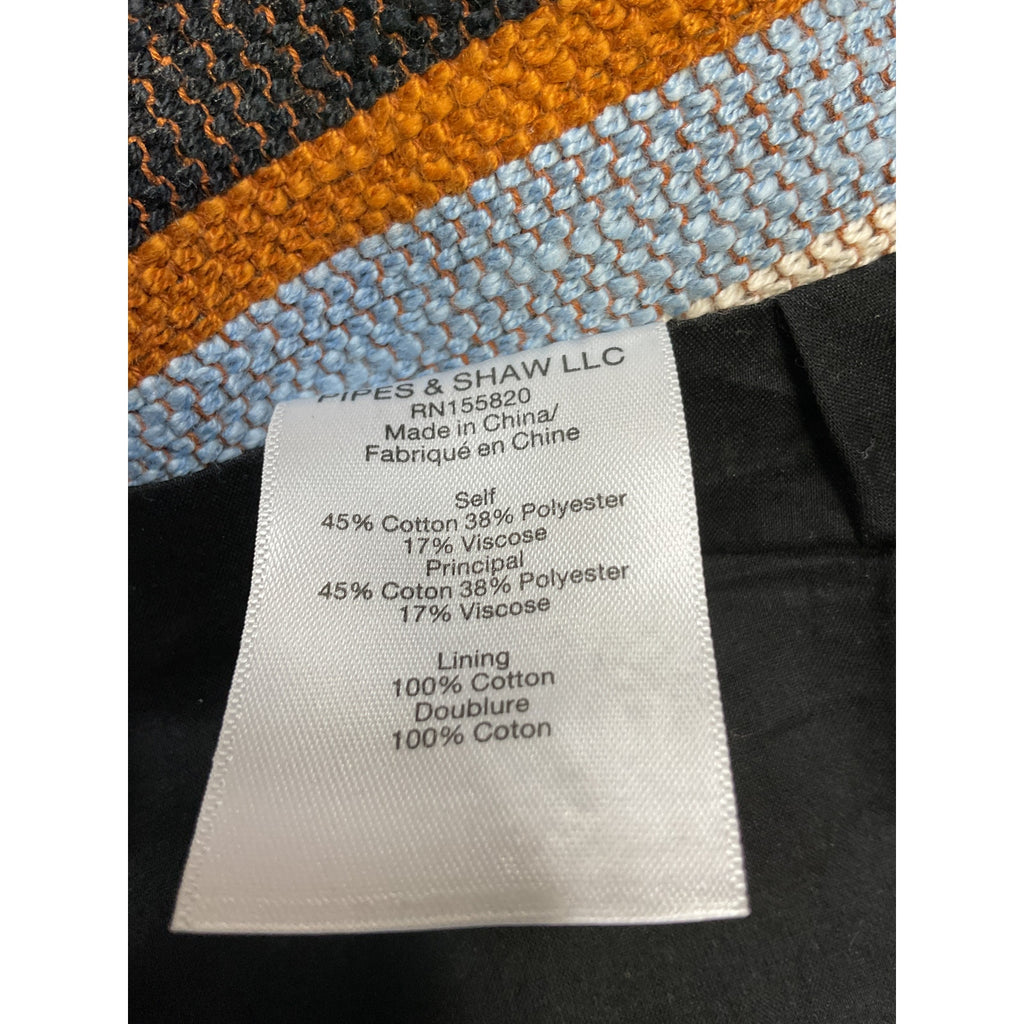 PIPES & SHAW LLC
RN155820
Made in China/
Fabriqué en Chine
Self
45% Cotton 38% Polyester
17% Viscose
Principal
45% Coton 38% Polyester
17% Viscose
Lining
100% Cotton
Doublure
100% Coton